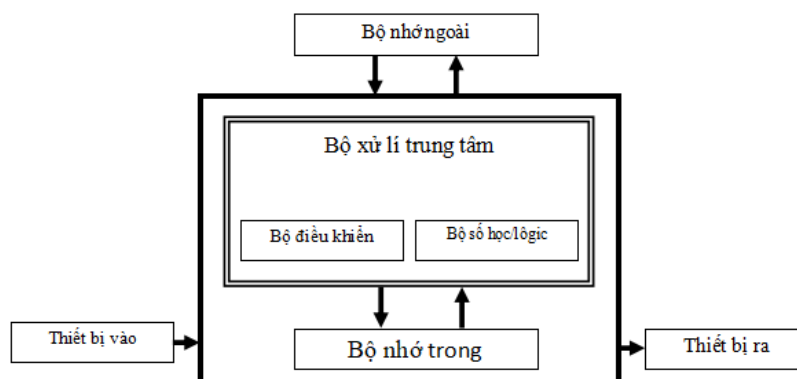 Bộ nhớ ngoài
Bộ xử lí trung tâm
Bộ điều khiển
Bộ số học/lôgic
Thiết bị vào
Bộ nhớ trong
Thiết bị ra